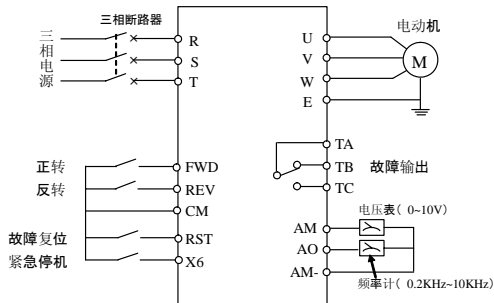 三相断路器
三相电源
R
S
T
U
V
W
E
电动机
M
TA
TB
TC
故障输出
正转
反转
故障复位
紧急停机
FWD
REV
CM
RST
X6
AM
AO
AM-
电压表( 0~10V)
频率计( 0.2KHz~10KHz)